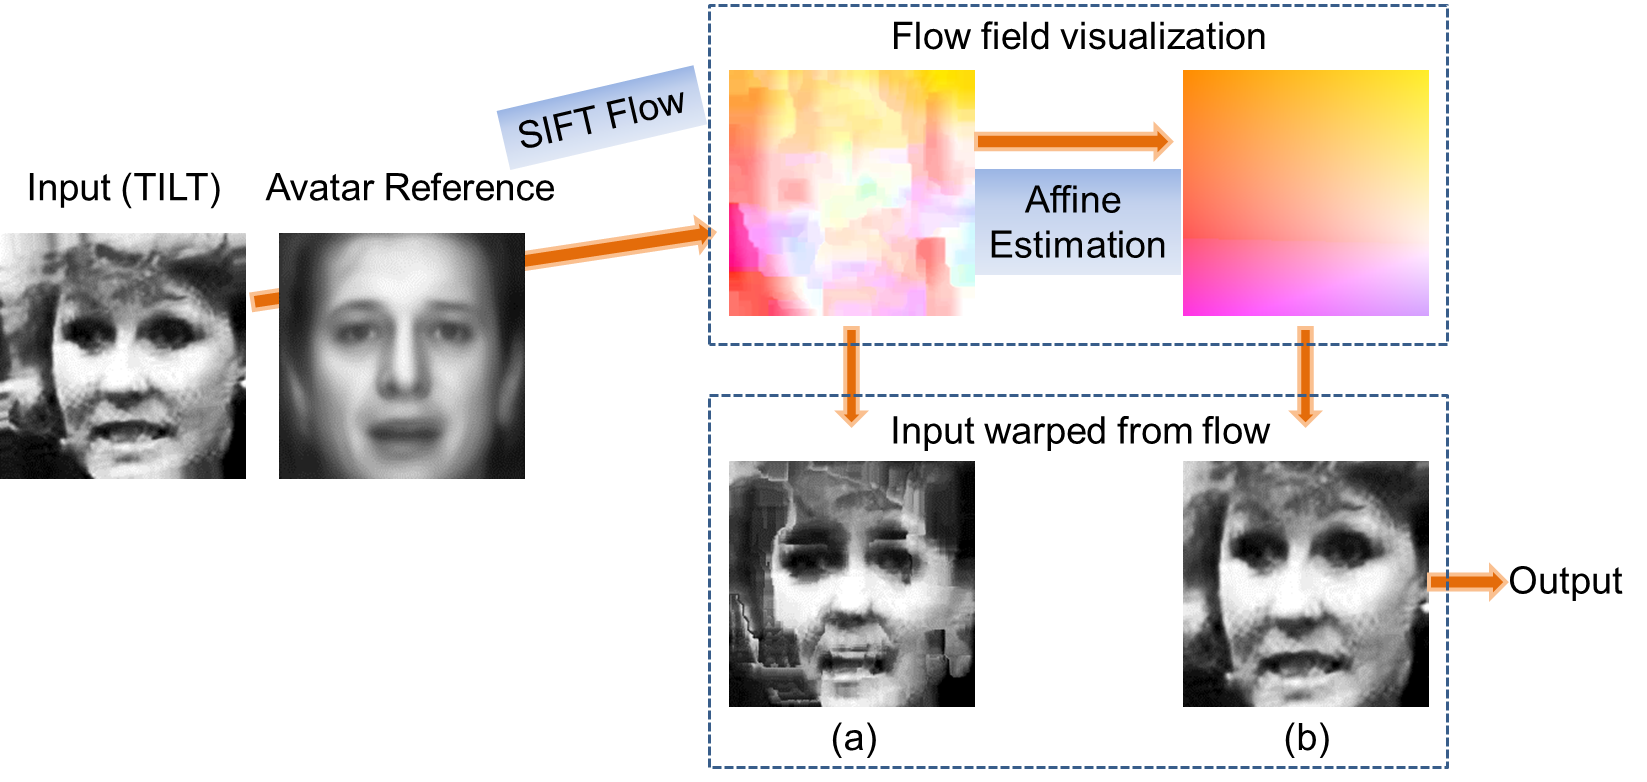 Flow field visualization
SIFT Flow
Input (TILT)
Avatar Reference
Affine
Estimation
Input warped from flow
Output
(a)
(b)